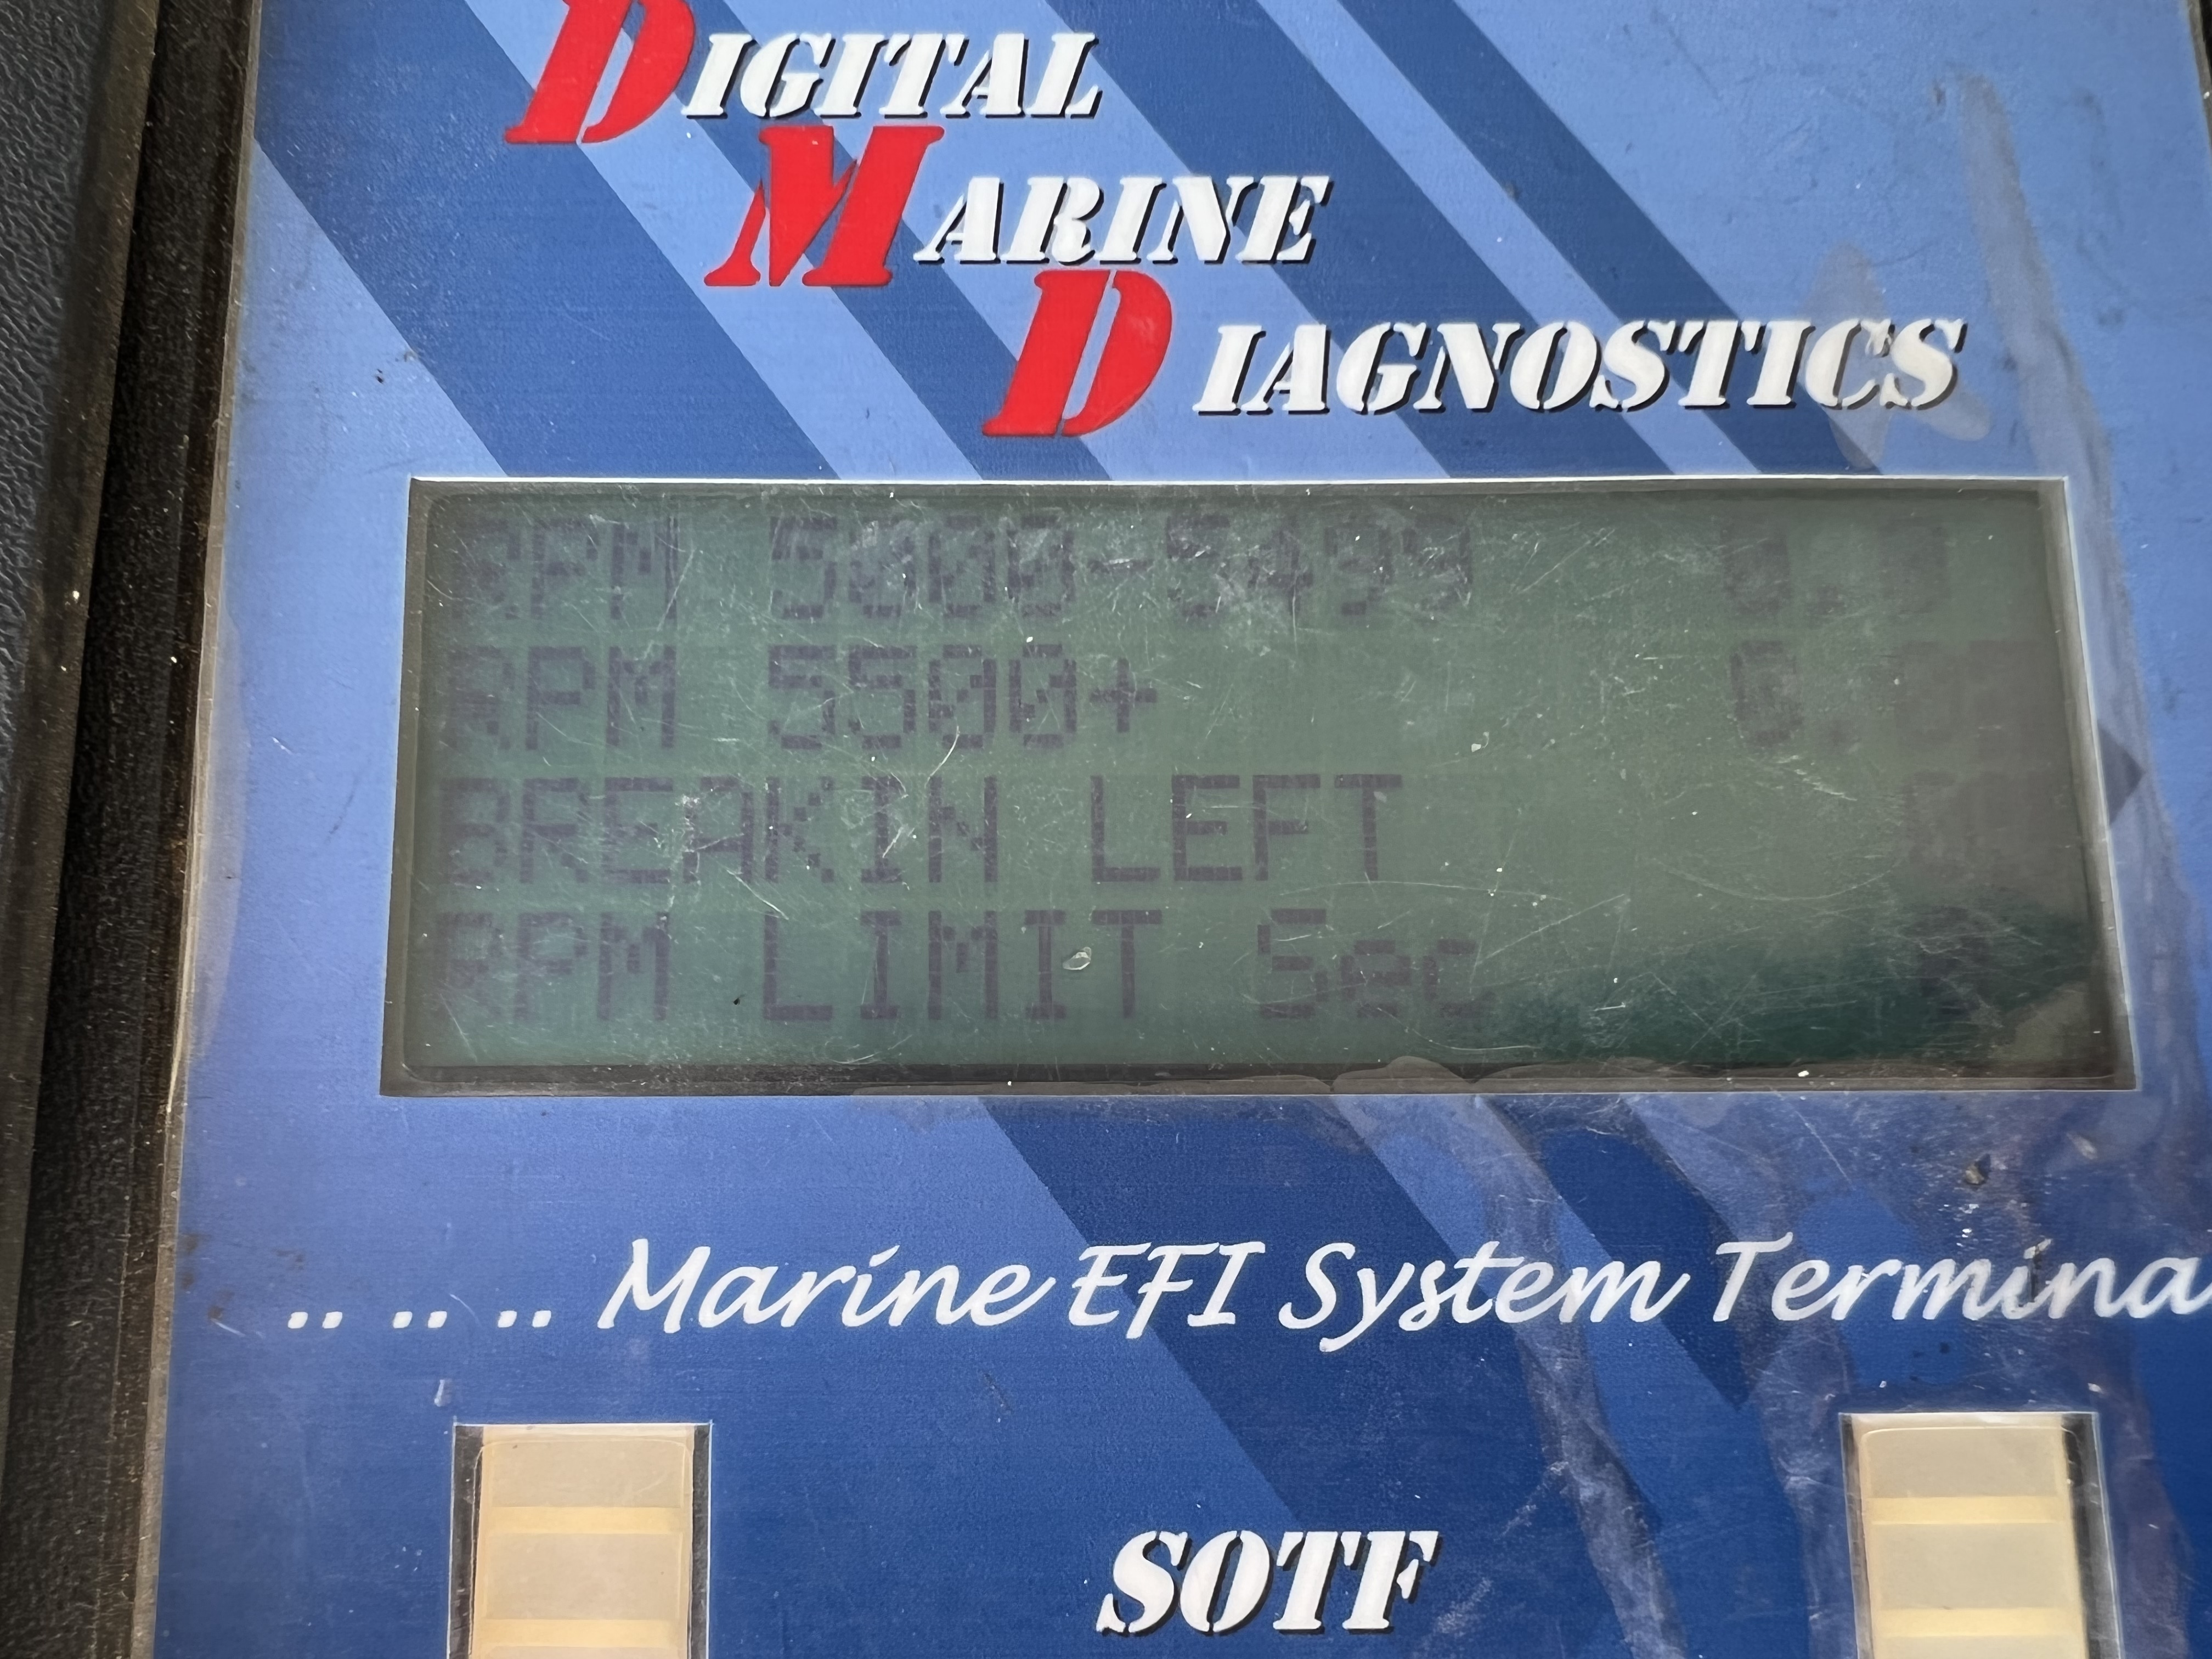 DIGITAL
MARINE
DIAGNOSTICS
RPM 5000-5499
RPM 5500+
BREAKIN LEFT
RPM LIMIT Sec
.. .. .. Marine EFI System Termina
SOTF